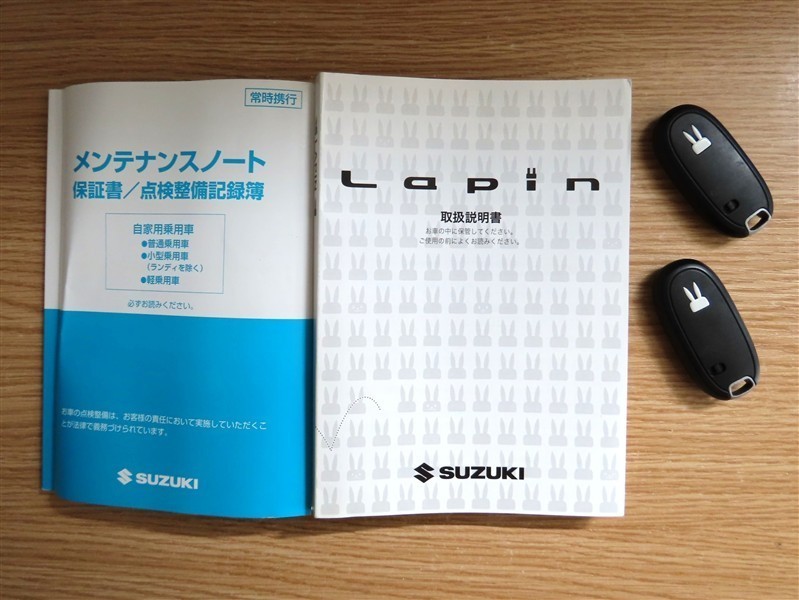 常時携行
メンテナンスノート
保証書／点検整備記録簿
自家用乗用車
●普通乗用車
●小型乗用車
（ランディを除く）
●軽乗用車
必ずお読みください。
お車の点検整備は、お客様の責任において実施していただくこ
とが法律で義務づけられています。
SUZUKI
Lapin
取扱説明書
お車の中に保管してください。
ご使用の前によくお読みください。
SUZUKI